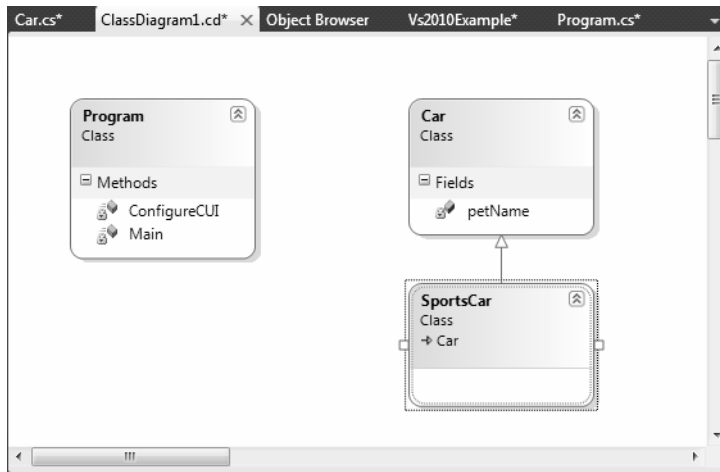 Car.cs* ClassDiagram1.cd* Object Browser Vs2010Example* Program.cs*
Program
Class
Methods
ConfigureCUI
Main
Car
Class
Fields
petName
SportsCar
Class
Car